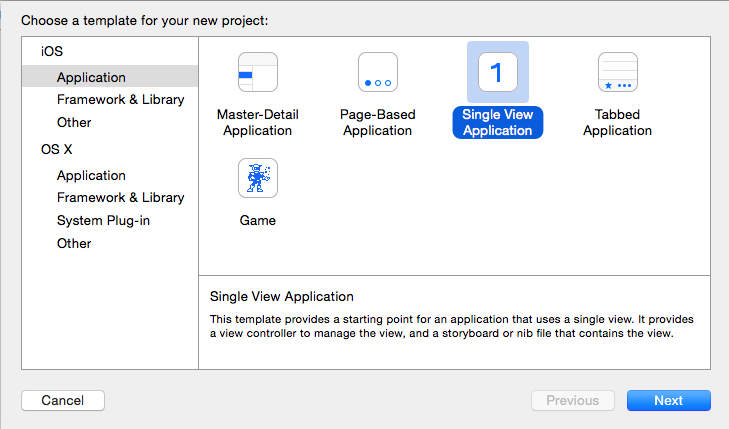 Choose a template for your new project:
iOS
Application
Framework & Library
Other
OS X
Application
Framework & Library
System Plug-in
Other
Master-Detail
Application
Page-Based
Application
1
Single View
Application
Tabbed
Application
Game
Single View Application
This template provides a starting point for an application that uses a single view. It provides
a view controller to manage the view, and a storyboard or nib file that contains the view.
Cancel
Previous
Next